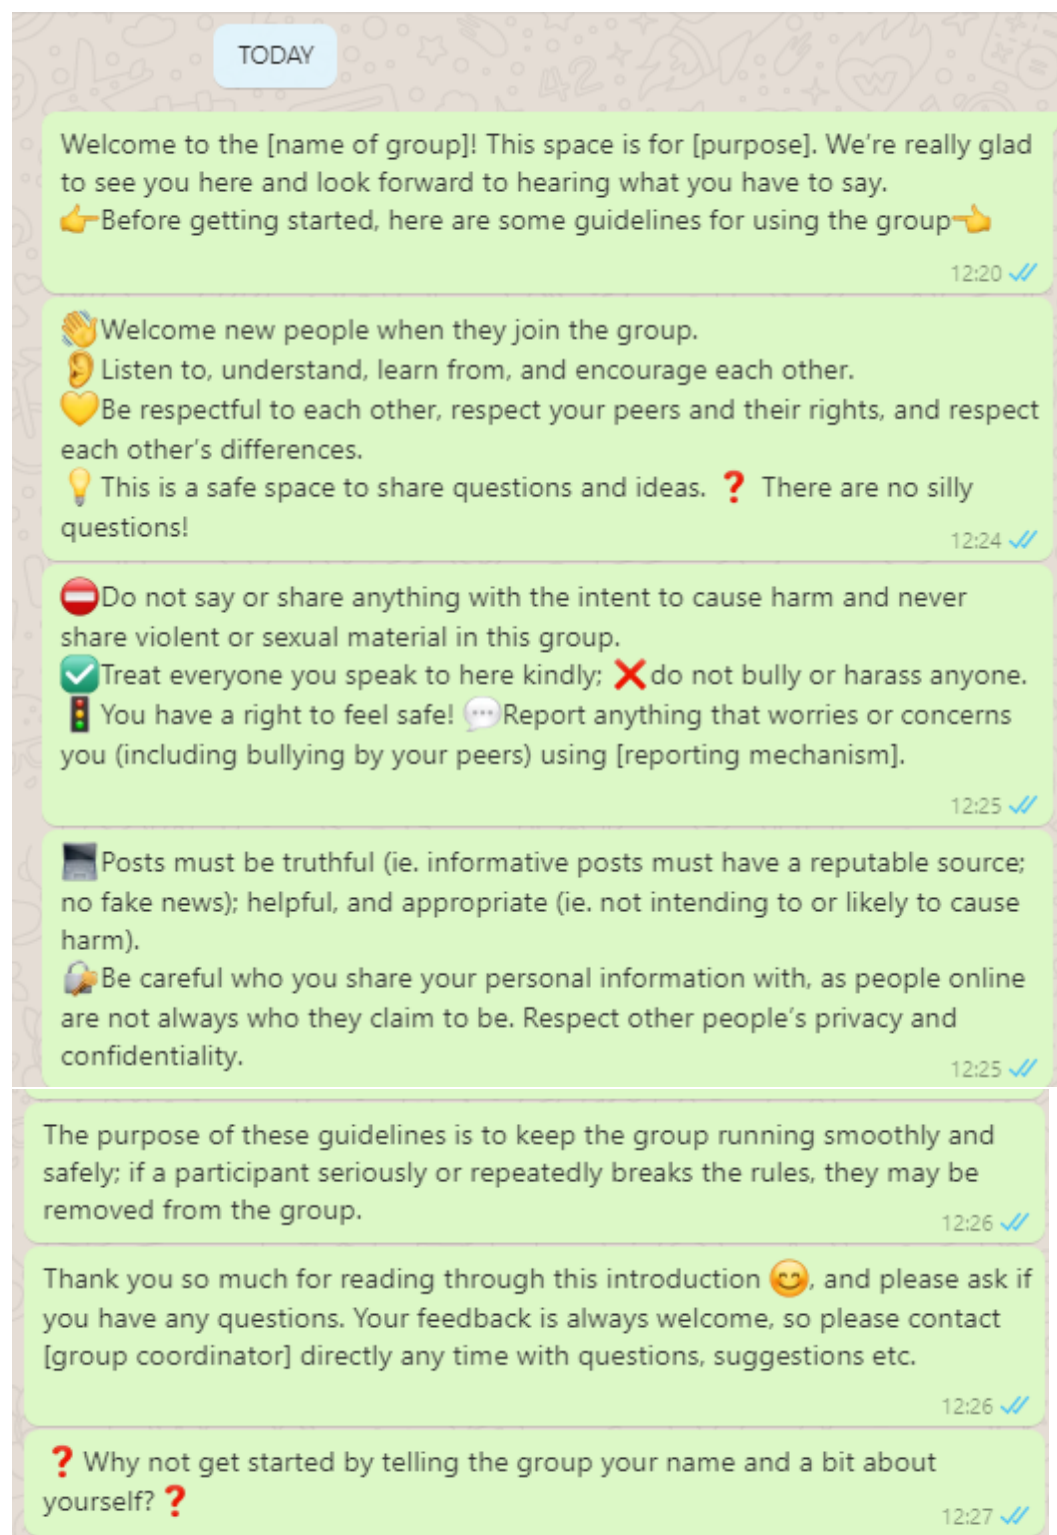 TODAY
Welcome to the [name of group]! This space is for [purpose]. We’re really glad
to see you here and look forward to hearing what you have to say.
👉Before getting started, here are some guidelines for using the group👈
12:20
👋Welcome new people when they join the group.
👂Listen to, understand, learn from, and encourage each other.
💛Be respectful to each other, respect your peers and their rights, and respect
each other’s differences.
💡This is a safe space to share questions and ideas. ❓ There are no silly
questions!
12:24
⛔Do not say or share anything with the intent to cause harm and never
share violent or sexual material in this group.
✅Treat everyone you speak to here kindly; ❌do not bully or harass anyone.
🚦You have a right to feel safe! 💬Report anything that worries or concerns
you (including bullying by your peers) using [reporting mechanism].
12:25
💻Posts must be truthful (ie. informative posts must have a reputable source;
no fake news); helpful, and appropriate (ie. not intending to or likely to cause
harm).
🔐Be careful who you share your personal information with, as people online
are not always who they claim to be. Respect other people’s privacy and
confidentiality.
12:25
The purpose of these guidelines is to keep the group running smoothly and
safely; if a participant seriously or repeatedly breaks the rules, they may be
removed from the group.
12:26
Thank you so much for reading through this introduction 😊, and please ask if
you have any questions. Your feedback is always welcome, so please contact
[group coordinator] directly any time with questions, suggestions etc.
12:26
❓Why not get started by telling the group your name and a bit about
yourself?❓
12:27